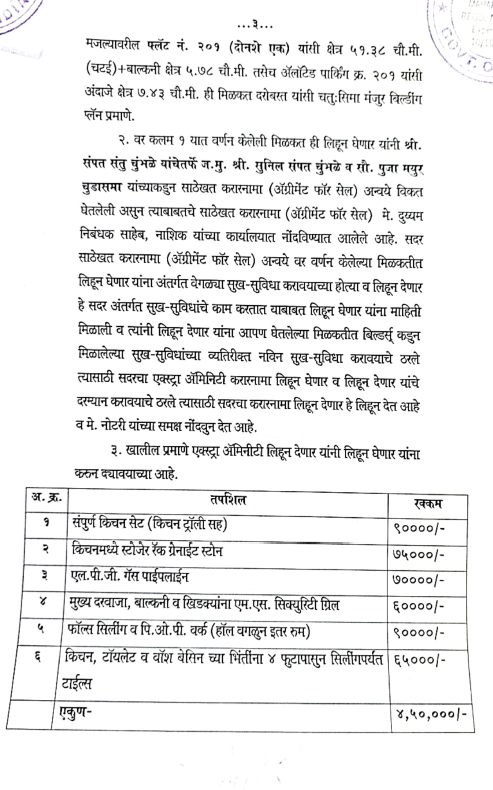 ...३...
मजल्यावरील फ्लॅट नं. २०१ (दोनशे एक) यांसी क्षेत्र ५१.३८ चौ.मी.
(चटई)+बाल्कनी क्षेत्र ५.७८ चौ.मी. तसेच ॲलॉटेड पार्किंग क्र. २०१ यांसी
अंदाजे क्षेत्र ७.४३ चौ.मी. ही मिळकत दरोबस्त यांसी चतुःसिमा मंजुर बिल्डींग
प्लॅन प्रमाणे.
२. वर कलम १ यात वर्णन केलेली मिळकत ही लिहून घेणार यांनी श्री.
संपत संतु चुंभळे यांचेतर्फे ज.मु. श्री. सुनिल संपत चुंभळे व सौ. पुजा मयुर
चुडासमा यांच्याकडुन साठेखत करारनामा (ॲग्रीमेंट फॉर सेल) अन्वये विकत
घेतलीली असुन त्याबाबतचे साठेखत करारनामा (ॲग्रीमेंट फॉर सेल) मे. दुय्यम
निबंधक साहेब, नाशिक यांच्या कार्यालयात नोंदविण्यात आलेले आहे. सदर
साठेखत करारनामा (ॲग्रीमेंट फॉर सेल) अन्वये वर वर्णन केलेल्या मिळकतीत
लिहून घेणार यांना अंतर्गत वेगळ्या सुख-सुविधा करावयाच्या होत्या व लिहून देणार
हे सदर अंतर्गत सुख-सुविधांचे काम करतात याबाबत लिहून घेणार यांना माहिती
मिळाली व त्यांनी लिहून देणार यांना आपण घेतलेल्या मिळकतीत बिल्डर्सु कडुन
मिळालेल्या सुख-सुविधांच्या व्यतिरीक्त नविन सुख-सुविधा करावयाचे ठरले
त्यासाठी सदरचा एक्स्ट्रा ॲमिनिटी करारनामा लिहून घेणार व लिहून देणार यांचे
दरम्यान करावयाचे ठरले त्यासाठी सदरचा करारनामा लिहून देणार हे लिहून देत आहे
व मे. नोटरी यांच्या समक्ष नोंदवुन देत आहे.
३. खालील प्रमाणे एक्स्ट्रा ॲमिनीटी लिहून देणार यांनी लिहून घेणार यांना
करुन द्यावयाच्या आहे.
अ. क्र. तपशिल रक्कम
१ संपुर्ण किचन सेट (किचन ट्रॉली सह) ९००००/-
२ किचनमध्ये स्टोजेर रॅक ग्रेनाईट स्टोन ७५०००/-
३ एल.पी.जी. गॅस पाईपलाईन ७००००/-
४ मुख्य दरवाजा, बाल्कनी व खिडक्यांना एम.एस. सिक्युरिटी ग्रिल ६००००/-
५ फॉल्स सिलींग व पि.ओ.पी. वर्क (हॉल वगळून इतर रुम) ९००००/-
६ किचन, टॉयलेट व वॉश बेसिन च्या भिंतींना ४ फुटापासुन सिलींगपर्यंत ६५०००/-
टाईल्स
एकुण- ४,५०,०००/-